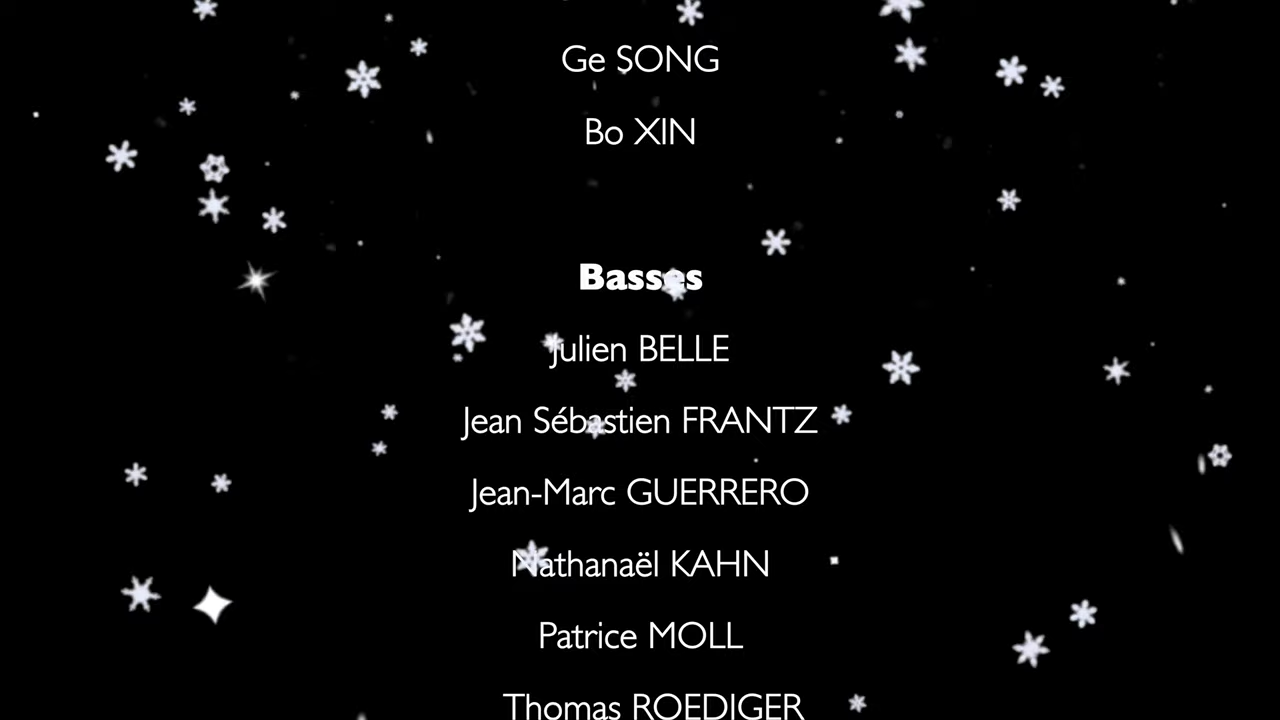 Ge SONG
Bo XIN
Basses
Julien BELLE
Jean Sébastien FRANTZ
Jean-Marc GUERRERO
Nathanaël KAHN
Patrice MOLL
Thomas ROEDIGER